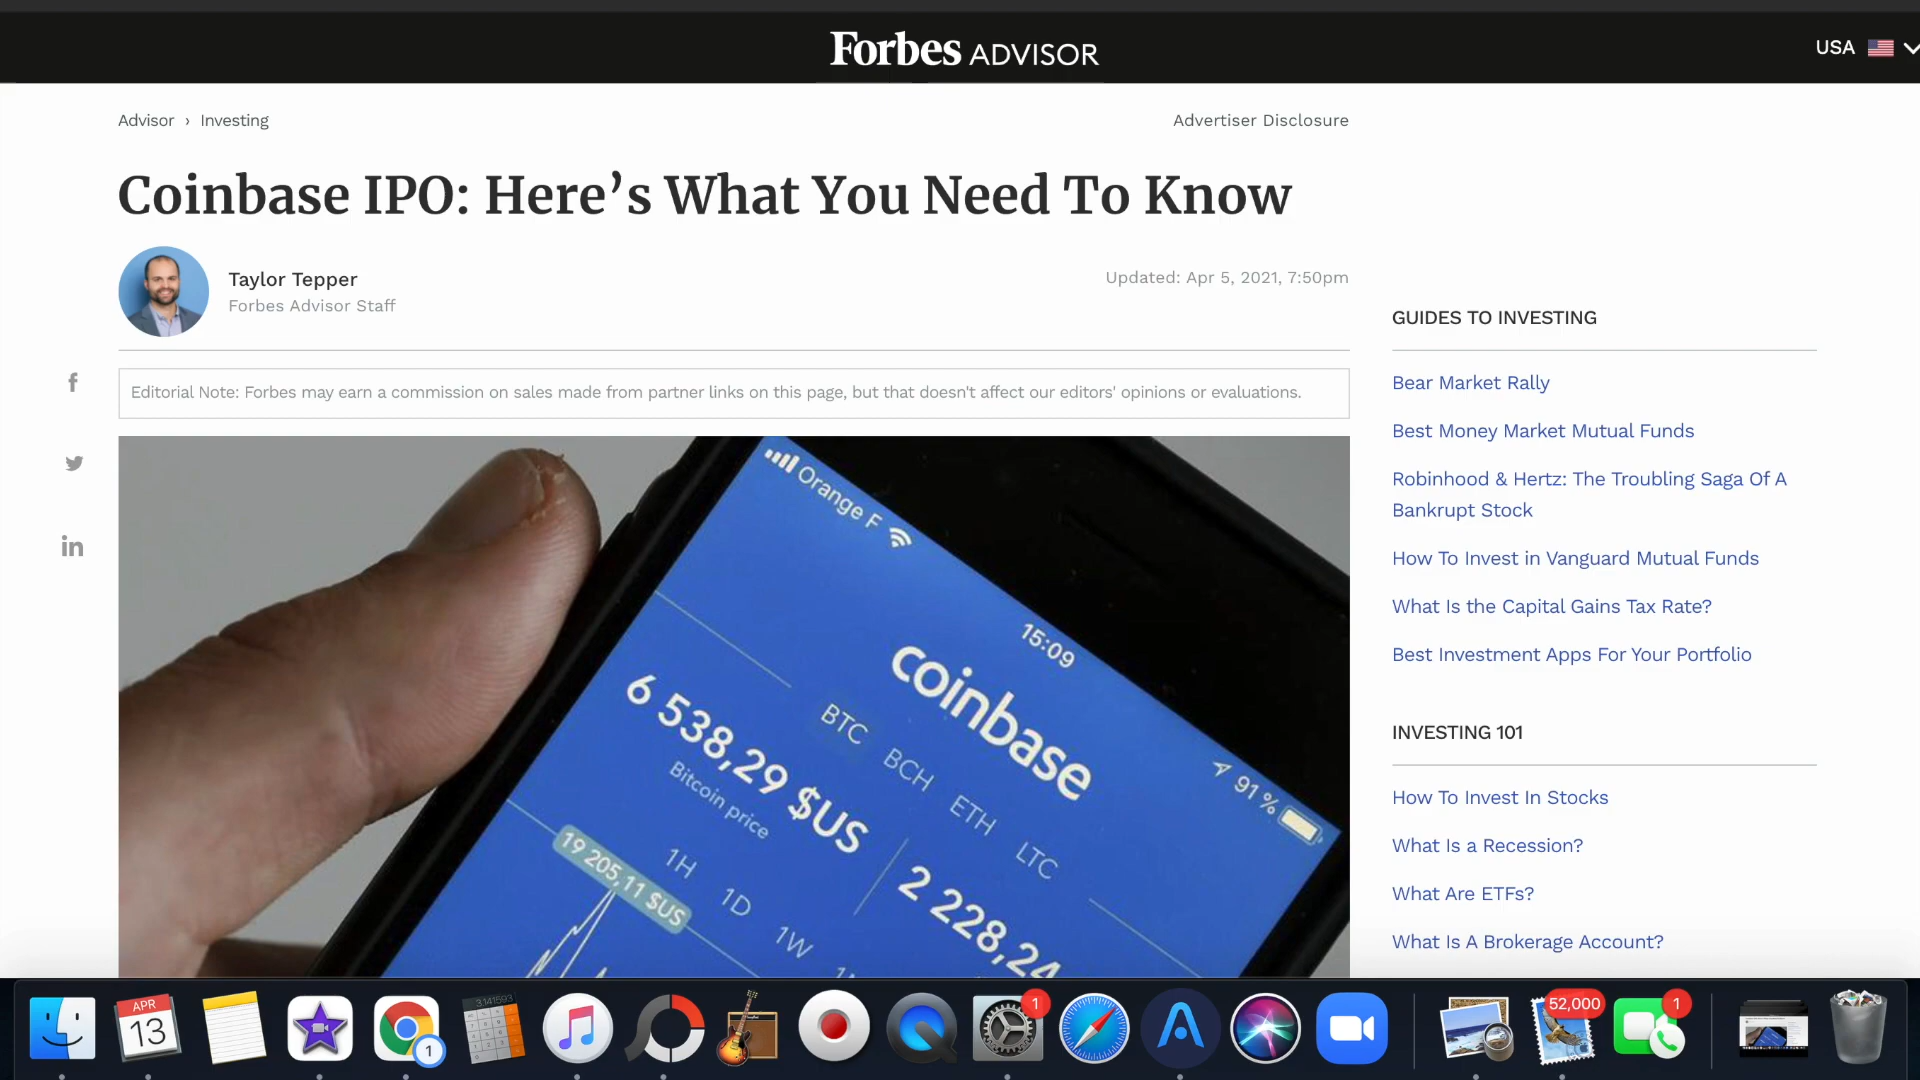 Forbes ADVISOR
USA
Advisor › Investing
Advertiser Disclosure
Coinbase IPO: Here’s What You Need To Know
Taylor Tepper
Forbes Advisor Staff
Updated: Apr 5, 2021, 7:50pm
Editorial Note: Forbes may earn a commission on sales made from partner links on this page, but that doesn't affect our editors' opinions or evaluations.
f
in
Orange F
15:09
91 %
coinbase
BTC BCH ETH LTC
6 538,29 $US
Bitcoin price
2 228,24
1H 1D 1W
19 205,11 $US
GUIDES TO INVESTING
Bear Market Rally
Best Money Market Mutual Funds
Robinhood & Hertz: The Troubling Saga Of A
Bankrupt Stock
How To Invest in Vanguard Mutual Funds
What Is the Capital Gains Tax Rate?
Best Investment Apps For Your Portfolio
INVESTING 101
How To Invest In Stocks
What Is a Recession?
What Are ETFs?
What Is A Brokerage Account?
APR
13
1
3.141593
1
52,000
1